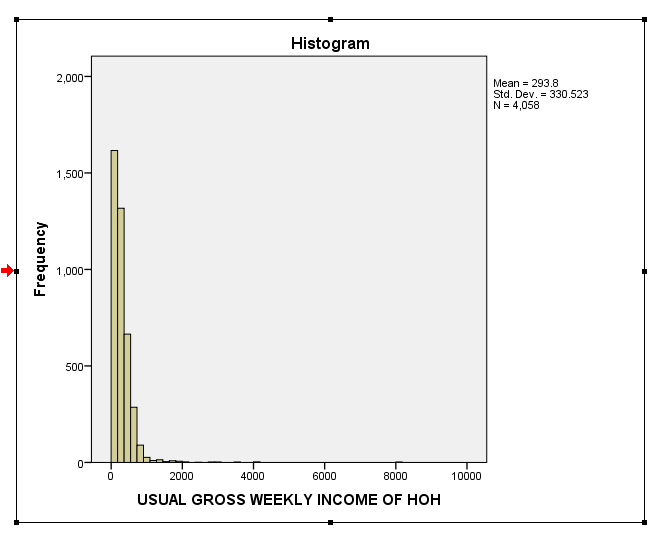 Histogram
Mean = 293.8
Std. Dev. = 330.523
N = 4,058
2,000
1,500
1,000
500
0
Frequency
0 2000 4000 6000 8000 10000
USUAL GROSS WEEKLY INCOME OF HOH